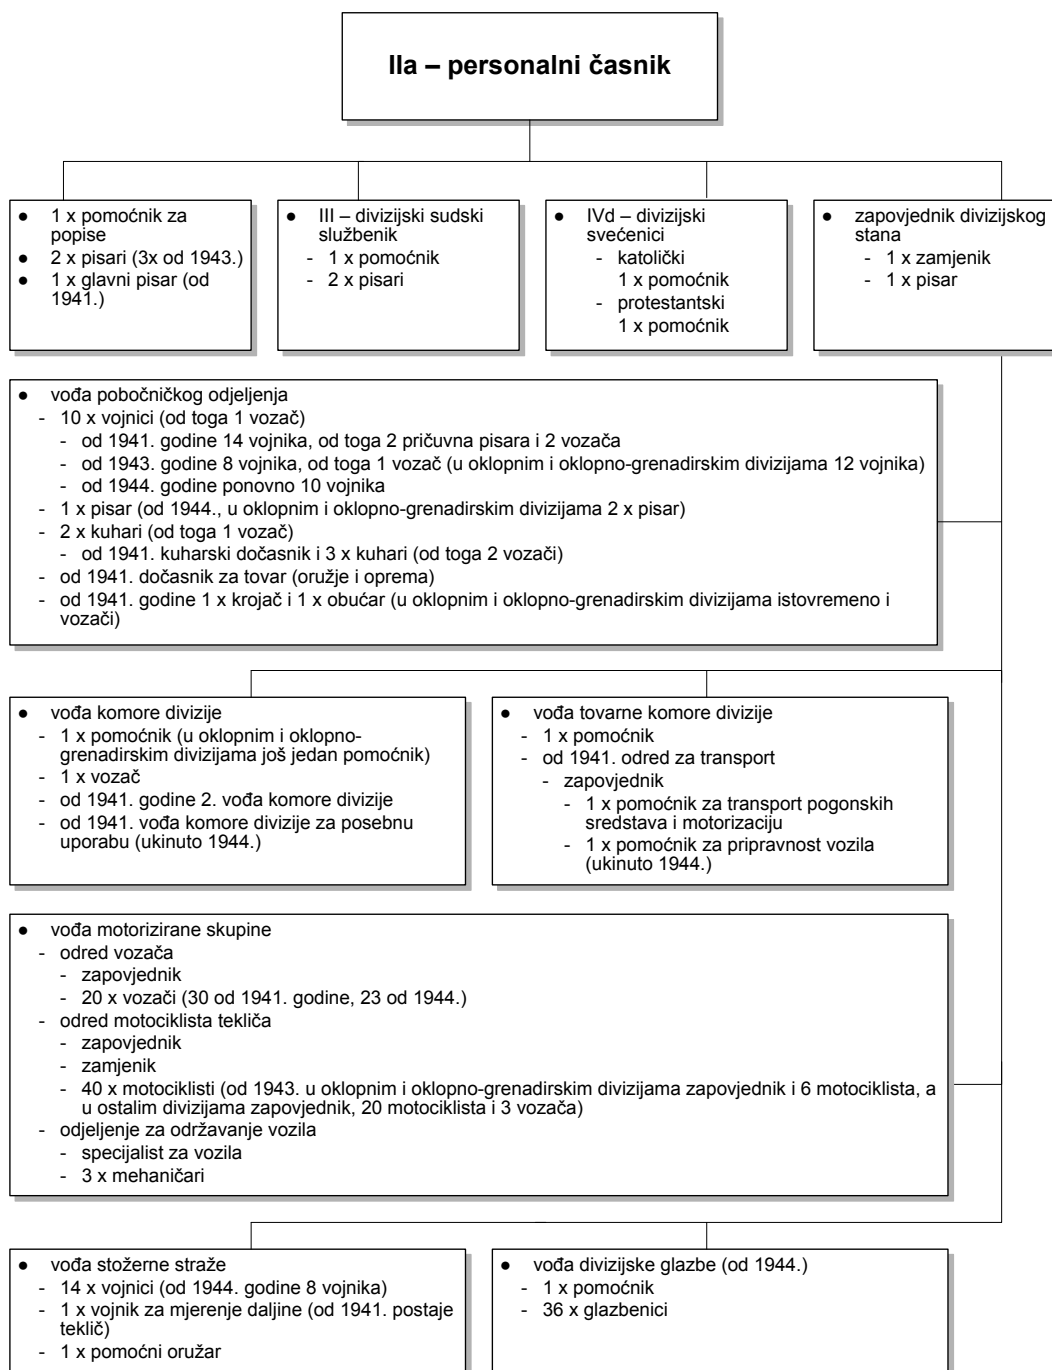 IIa – personalni časnik
● 1 x pomoćnik za
popise
● 2 x pisari (3x od 1943.)
● 1 x glavni pisar (od
1941.)
● III – divizijski sudski
službenik
- 1 x pomoćnik
- 2 x pisari
● IVd – divizijski
svećenici
- katolički
1 x pomoćnik
- protestantski
1 x pomoćnik
● zapovjednik divizijskog
stana
- 1 x zamjenik
- 1 x pisar
● vođa pobočničkog odjeljenja
- 10 x vojnici (od toga 1 vozač)
- od 1941. godine 14 vojnika, od toga 2 pričuvna pisara i 2 vozača
- od 1943. godine 8 vojnika, od toga 1 vozač (u oklopnim i oklopno-grenadirskim divizijama 12 vojnika)
- od 1944. godine ponovno 10 vojnika
- 1 x pisar (od 1944., u oklopnim i oklopno-grenadirskim divizijama 2 x pisar)
- 2 x kuhari (od toga 1 vozač)
- od 1941. kuharski dočasnik i 3 x kuhari (od toga 2 vozači)
- od 1941. dočasnik za tovar (oružje i oprema)
- od 1941. godine 1 x krojač i 1 x obućar (u oklopnim i oklopno-grenadirskim divizijama istovremeno i
vozači)
● vođa komore divizije
- 1 x pomoćnik (u oklopnim i oklopno-
grenadirskim divizijama još jedan pomoćnik)
- 1 x vozač
- od 1941. godine 2. vođa komore divizije
- od 1941. vođa komore divizije za posebnu
uporabu (ukinuto 1944.)
● vođa tovarne komore divizije
- 1 x pomoćnik
- od 1941. odred za transport
- zapovjednik
- 1 x pomoćnik za transport pogonskih
sredstava i motorizaciju
- 1 x pomoćnik za pripravnost vozila
(ukinuto 1944.)
● vođa motorizirane skupine
- odred vozača
- zapovjednik
- 20 x vozači (30 od 1941. godine, 23 od 1944.)
- odred motociklista tekliča
- zapovjednik
- zamjenik
- 40 x motociklisti (od 1943. u oklopnim i oklopno-grenadirskim divizijama zapovjednik i 6 motociklista, a
u ostalim divizijama zapovjednik, 20 motociklista i 3 vozača)
- odjeljenje za održavanje vozila
- specijalist za vozila
- 3 x mehaničari
● vođa stožerne straže
- 14 x vojnici (od 1944. godine 8 vojnika)
- 1 x vojnik za mjerenje daljine (od 1941. postaje
teklič)
- 1 x pomoćni oružar
● vođa divizijske glazbe (od 1944.)
- 1 x pomoćnik
- 36 x glazbenici